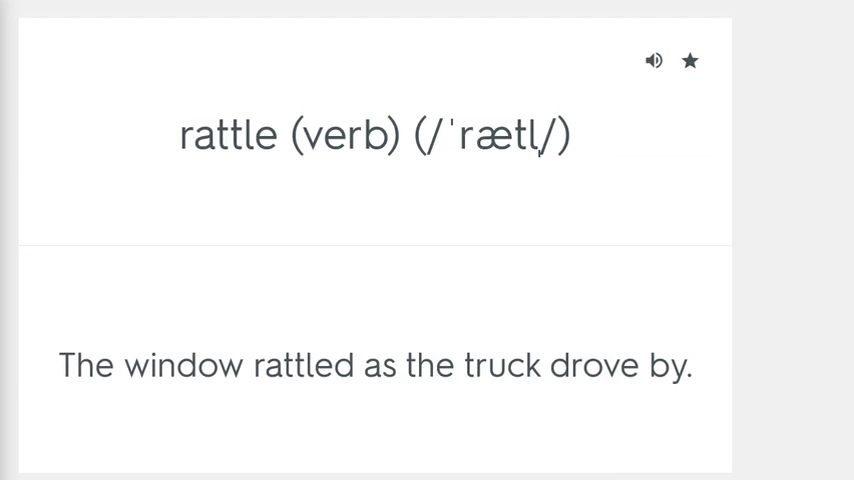 rattle (verb) (/ˈrætl̩/)
The window rattled as the truck drove by.